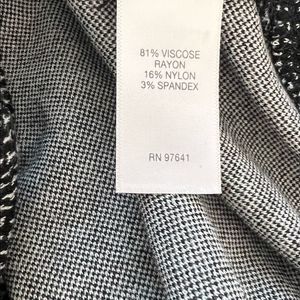 81% VISCOSE
RAYON
16% NYLON
3% SPANDEX
RN 97641